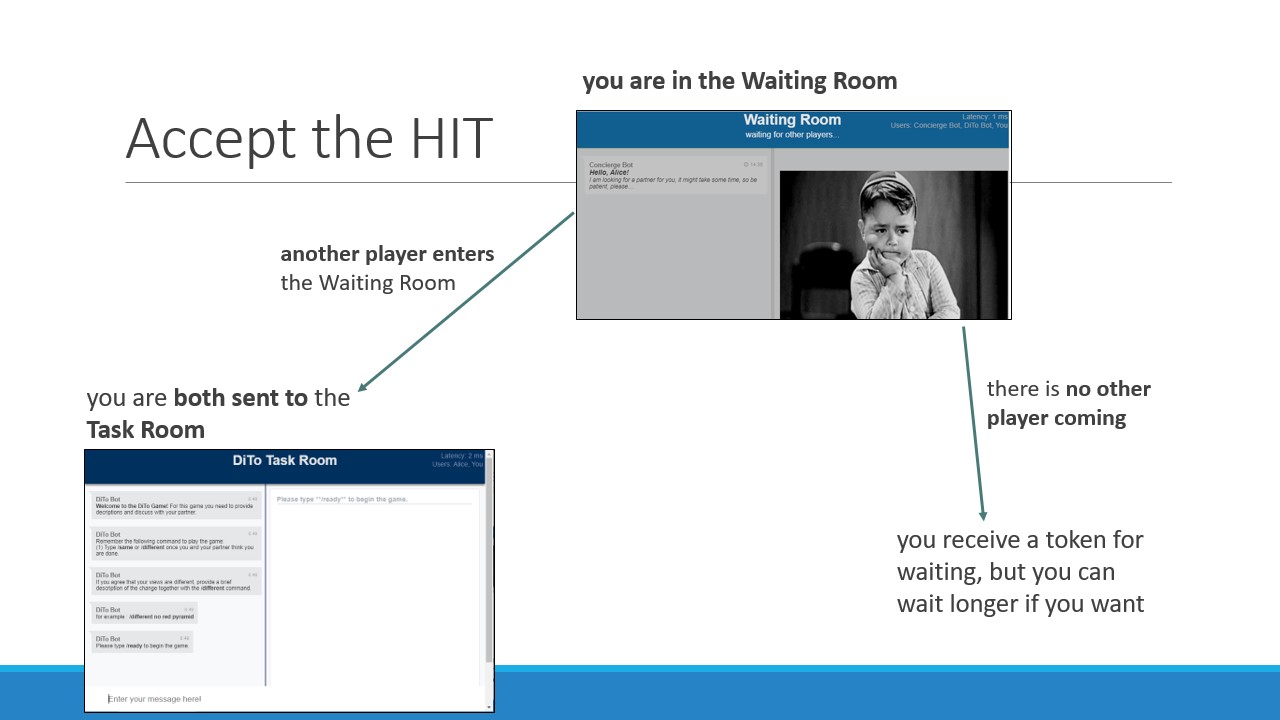 you are in the Waiting Room
Accept the HIT
Waiting Room
waiting for other players...
Latency: 1 ms
Users: Concierge Bot, DiTo Bot, You
Concierge Bot
Hello, Alice!
I am looking for a partner for you, it might take some time, so be
patient, please...
another player enters
the Waiting Room
you are both sent to the
Task Room
there is no other
player coming
you receive a token for
waiting, but you can
wait longer if you want
DiTo Task Room
Latency: 2 ms
Users: Alice, You
DiTo Bot
Welcome to the DiTo Game! For this game you need to provide
decriptions and discuss with your partner.
DiTo Bot
Remember the following command to play the game.
(1) Type /same or /different once you and your partner think you
are done.
DiTo Bot
If you agree that your views are different, provide a brief
description of the change together with the /different command.
DiTo Bot
for example : /different no red pyramid
DiTo Bot
Please type /ready to begin the game
Please type "'/ready'" to begin the game.
Enter your message here!